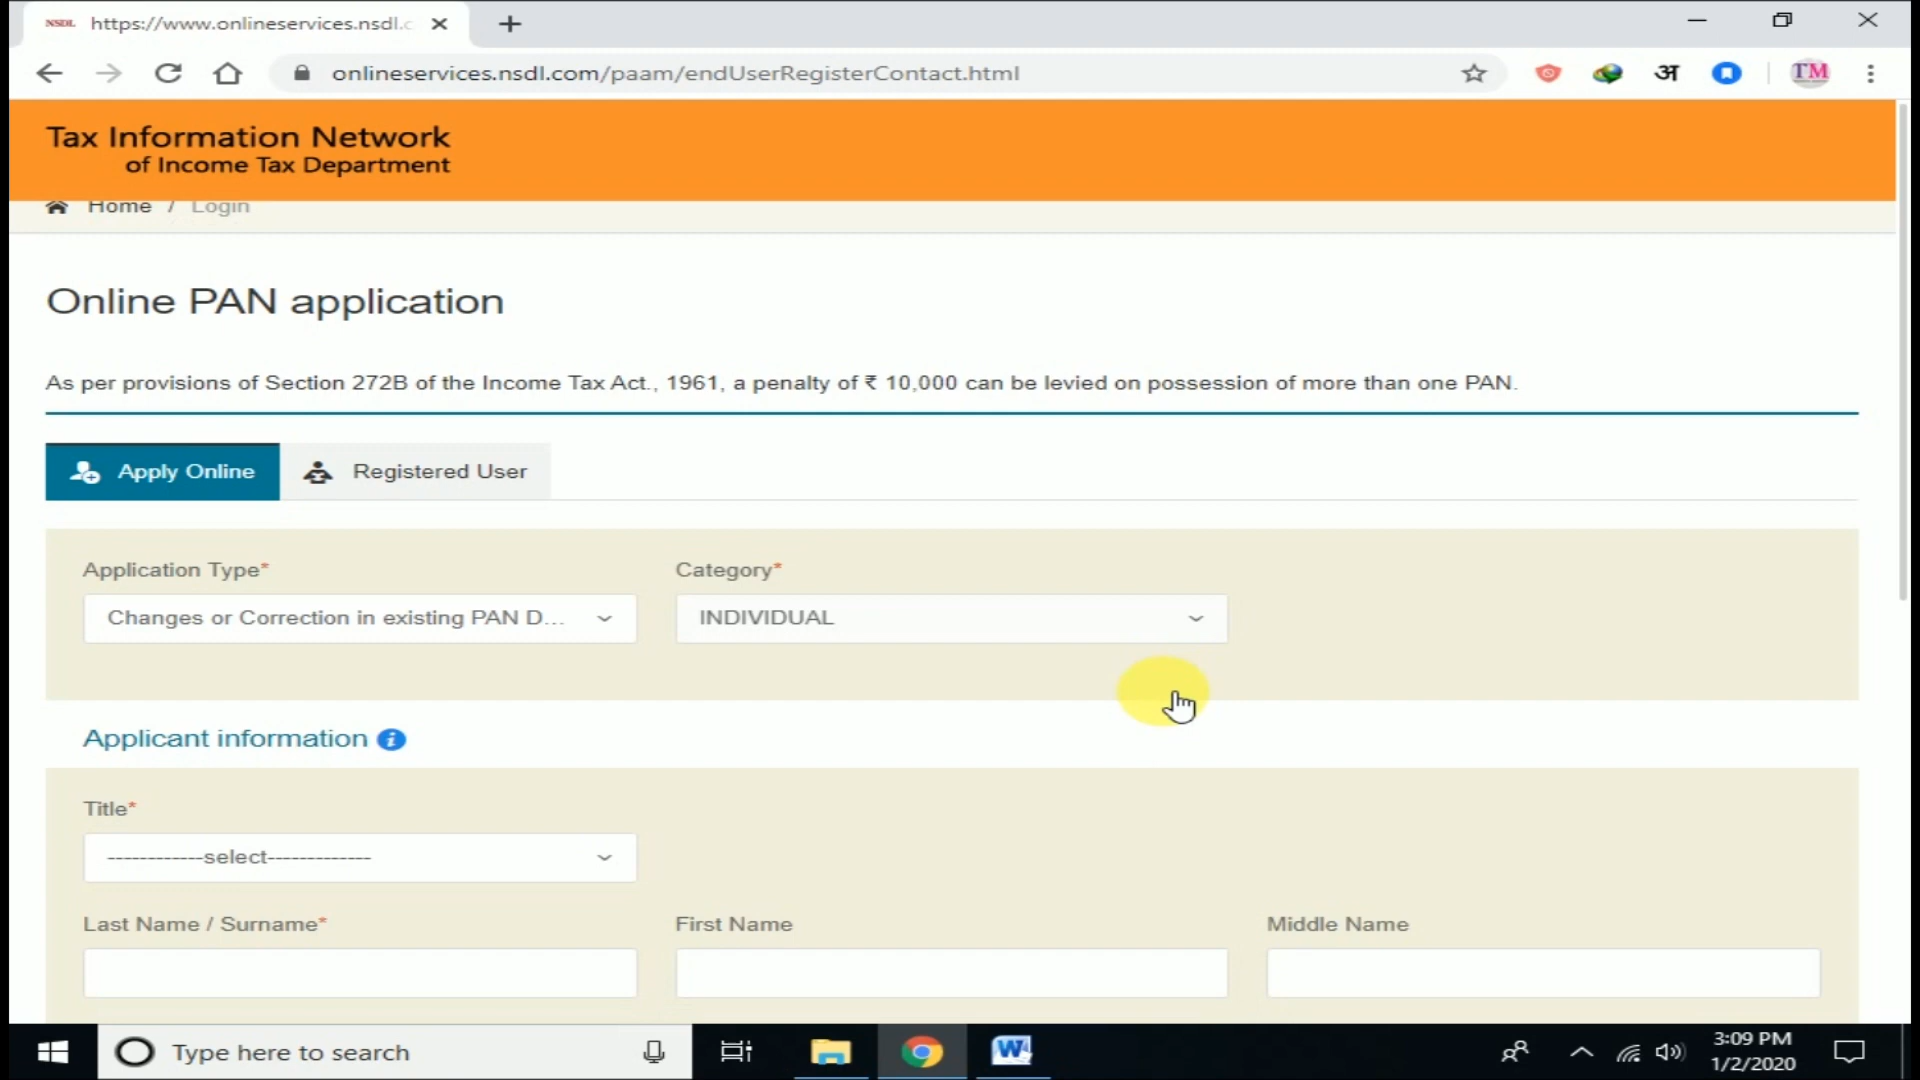 NSDL https://www.onlineservices.nsdl.c
onlineservices.nsdl.com/paam/endUserRegisterContact.html
अ
TM
Tax Information Network
of Income Tax Department
Home / Login
Online PAN application
As per provisions of Section 272B of the Income Tax Act., 1961, a penalty of ₹ 10,000 can be levied on possession of more than one PAN.
Apply Online Registered User
Application Type* Category*
Changes or Correction in existing PAN D... INDIVIDUAL
Applicant information i
Title*
------------select-------------
Last Name / Surname* First Name Middle Name
Type here to search
W
3:09 PM
1/2/2020